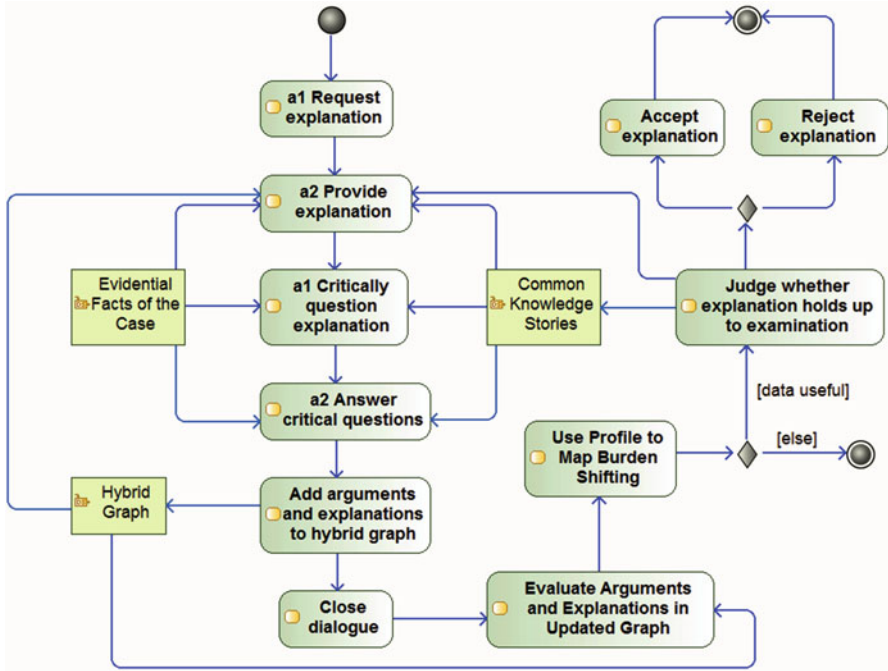 a1 Request
explanation
Accept
explanation
Reject
explanation
a2 Provide
explanation
Evidential
Facts of the
Case
a1 Critically
question
explanation
Common
Knowledge
Stories
Judge whether
explanation holds up
to examination
a2 Answer
critical questions
[data useful]
[else]
Use Profile to
Map Burden
Shifting
Hybrid
Graph
Add arguments
and explanations
to hybrid graph
Close
dialogue
Evaluate Arguments
and Explanations in
Updated Graph